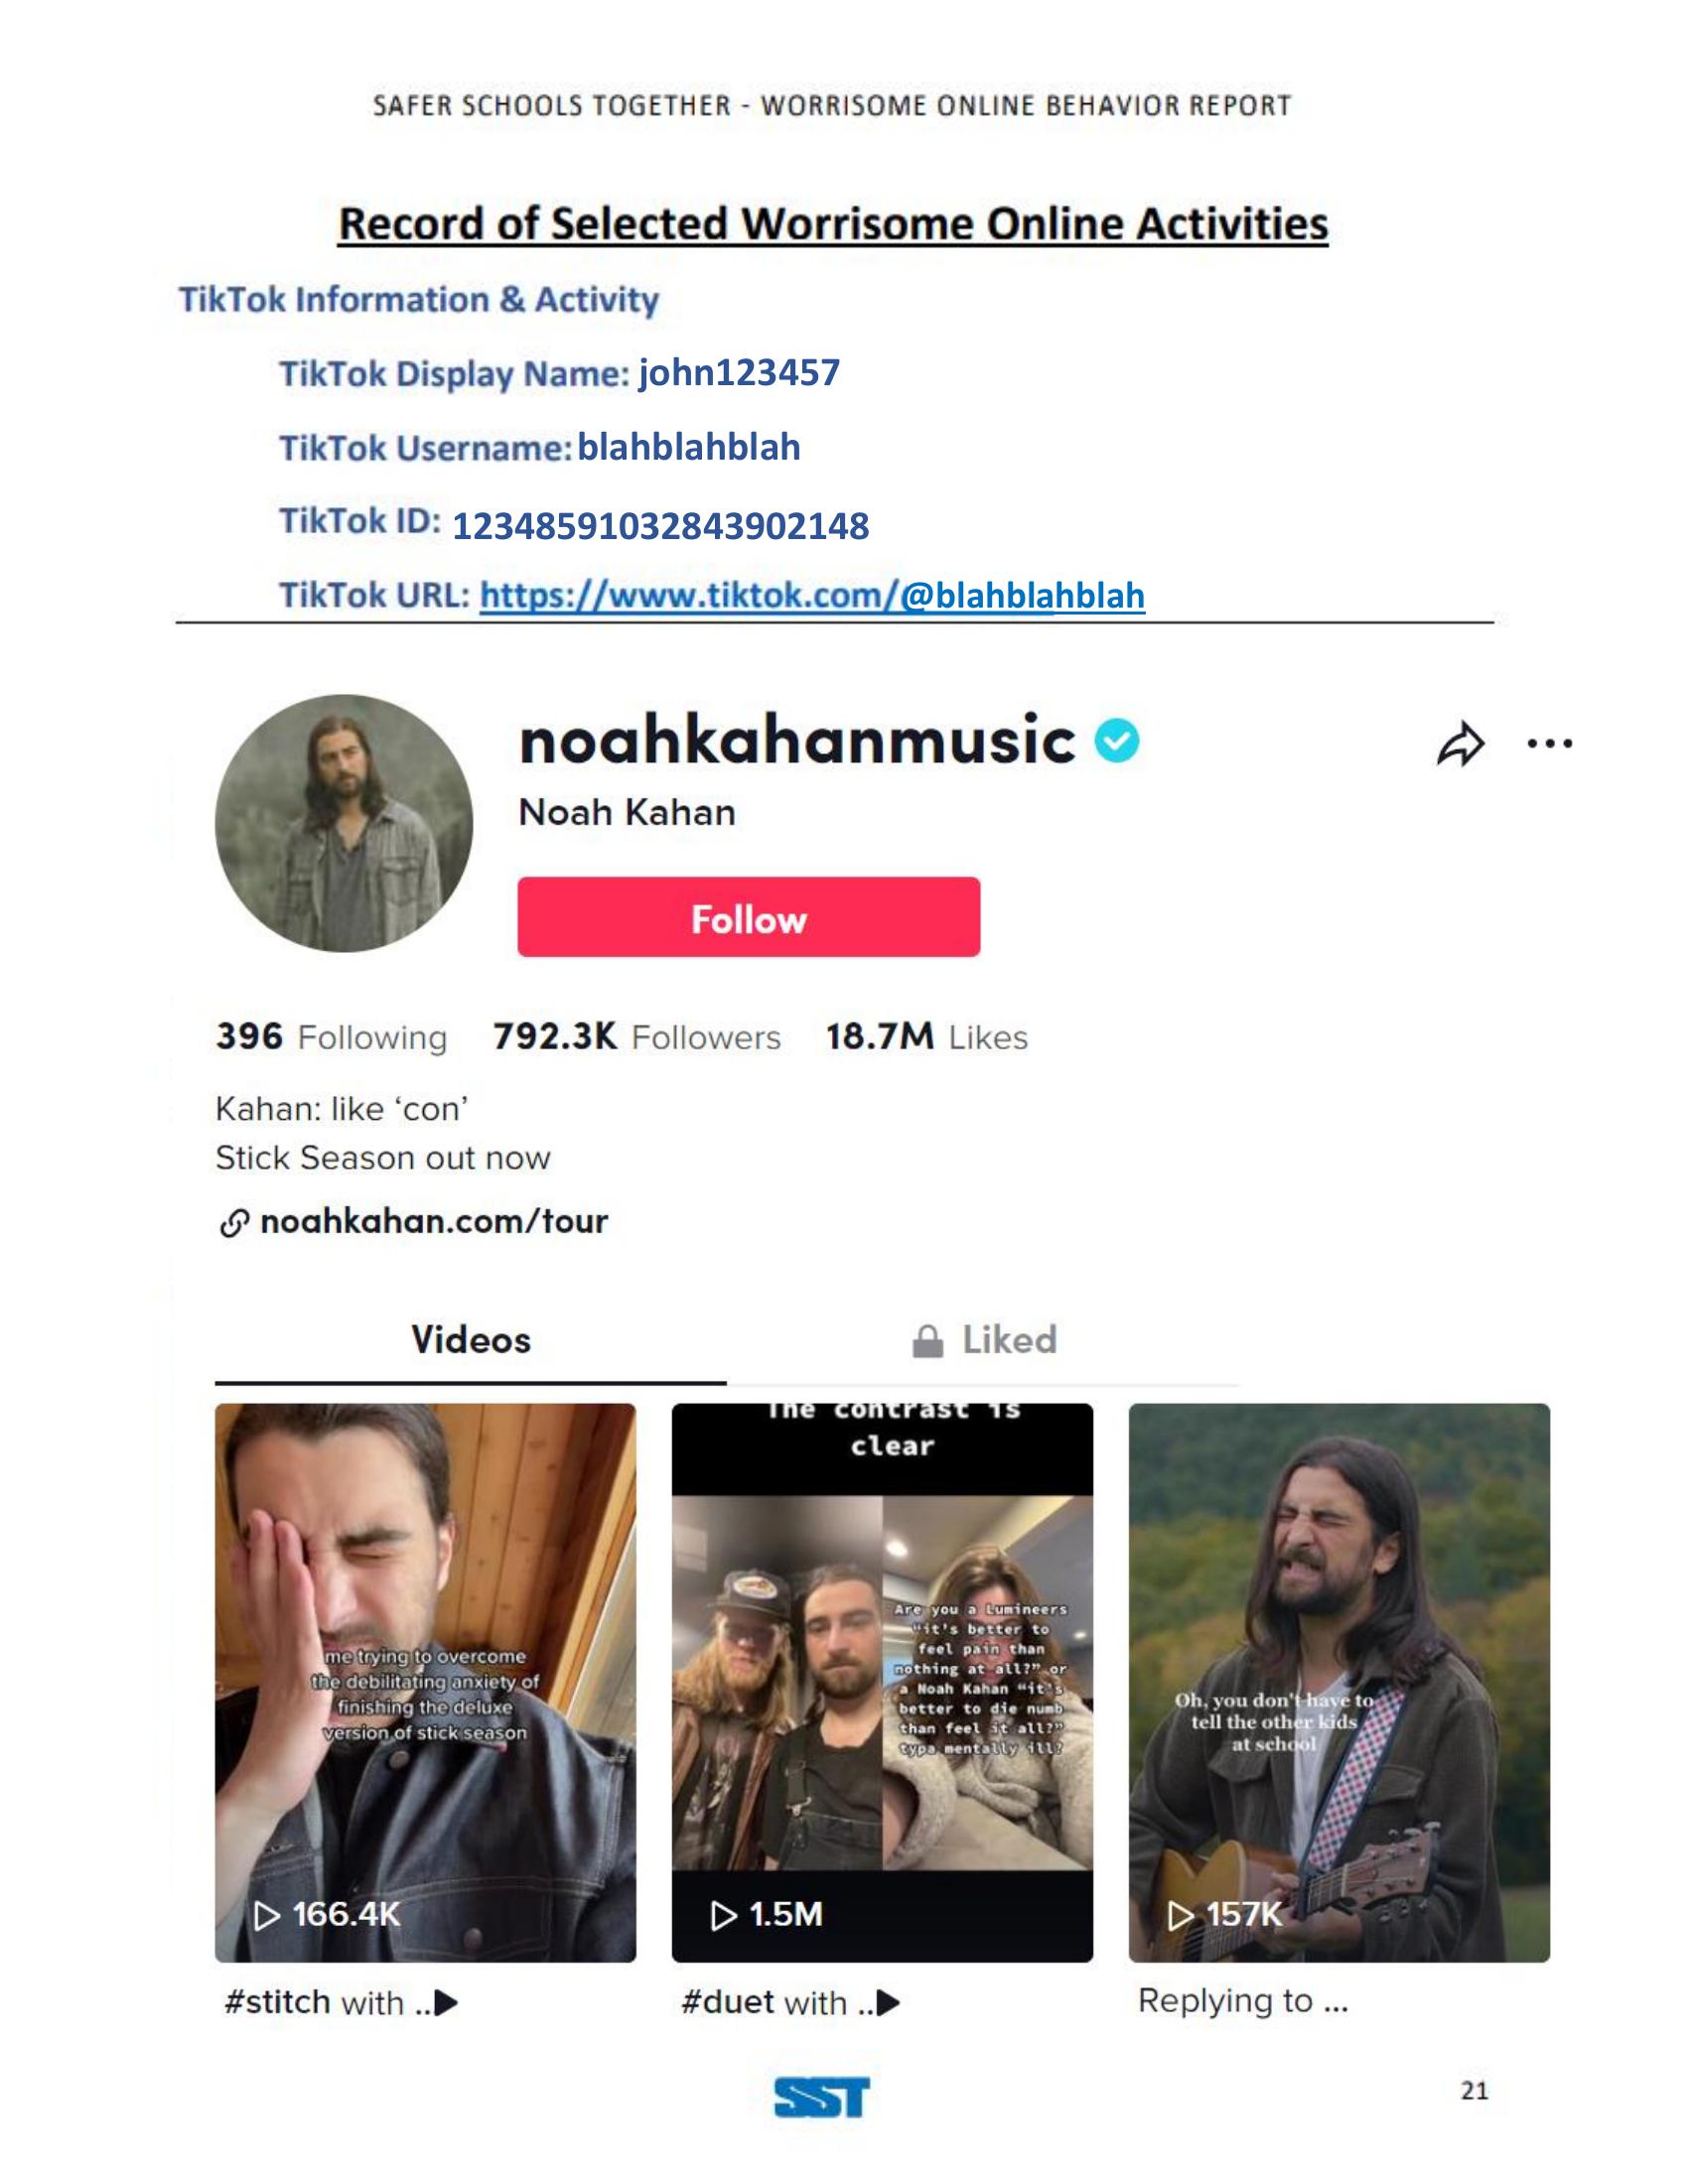 SAFER SCHOOLS TOGETHER - WORRISOME ONLINE BEHAVIOR REPORT
Record of Selected Worrisome Online Activities
TikTok Information & Activity
TikTok Display Name: john123457
TikTok Username: blahblahblah
TikTok ID: 12348591032843902148
TikTok URL: https://www.tiktok.com/@blahblahblah
noahkahanmusic
Noah Kahan
Follow
396 Following 792.3K Followers 18.7M Likes
Kahan: like ‘con’
Stick Season out now
noahkahan.com/tour
Videos Liked
me trying to overcome
the debilitating anxiety of
finishing the deluxe
version of stick season
166.4K
The contrast is
clear
Are you a Lumineers
"it's better to
feel pain than
nothing at all?" or
a Noah Kahan "it's
better to die numb
than feel it all?"
typa mentally ill?
1.5M
Oh, you don't have to
tell the other kids
at school
157K
#stitch with ..
#duet with ..
Replying to ...
SST
21